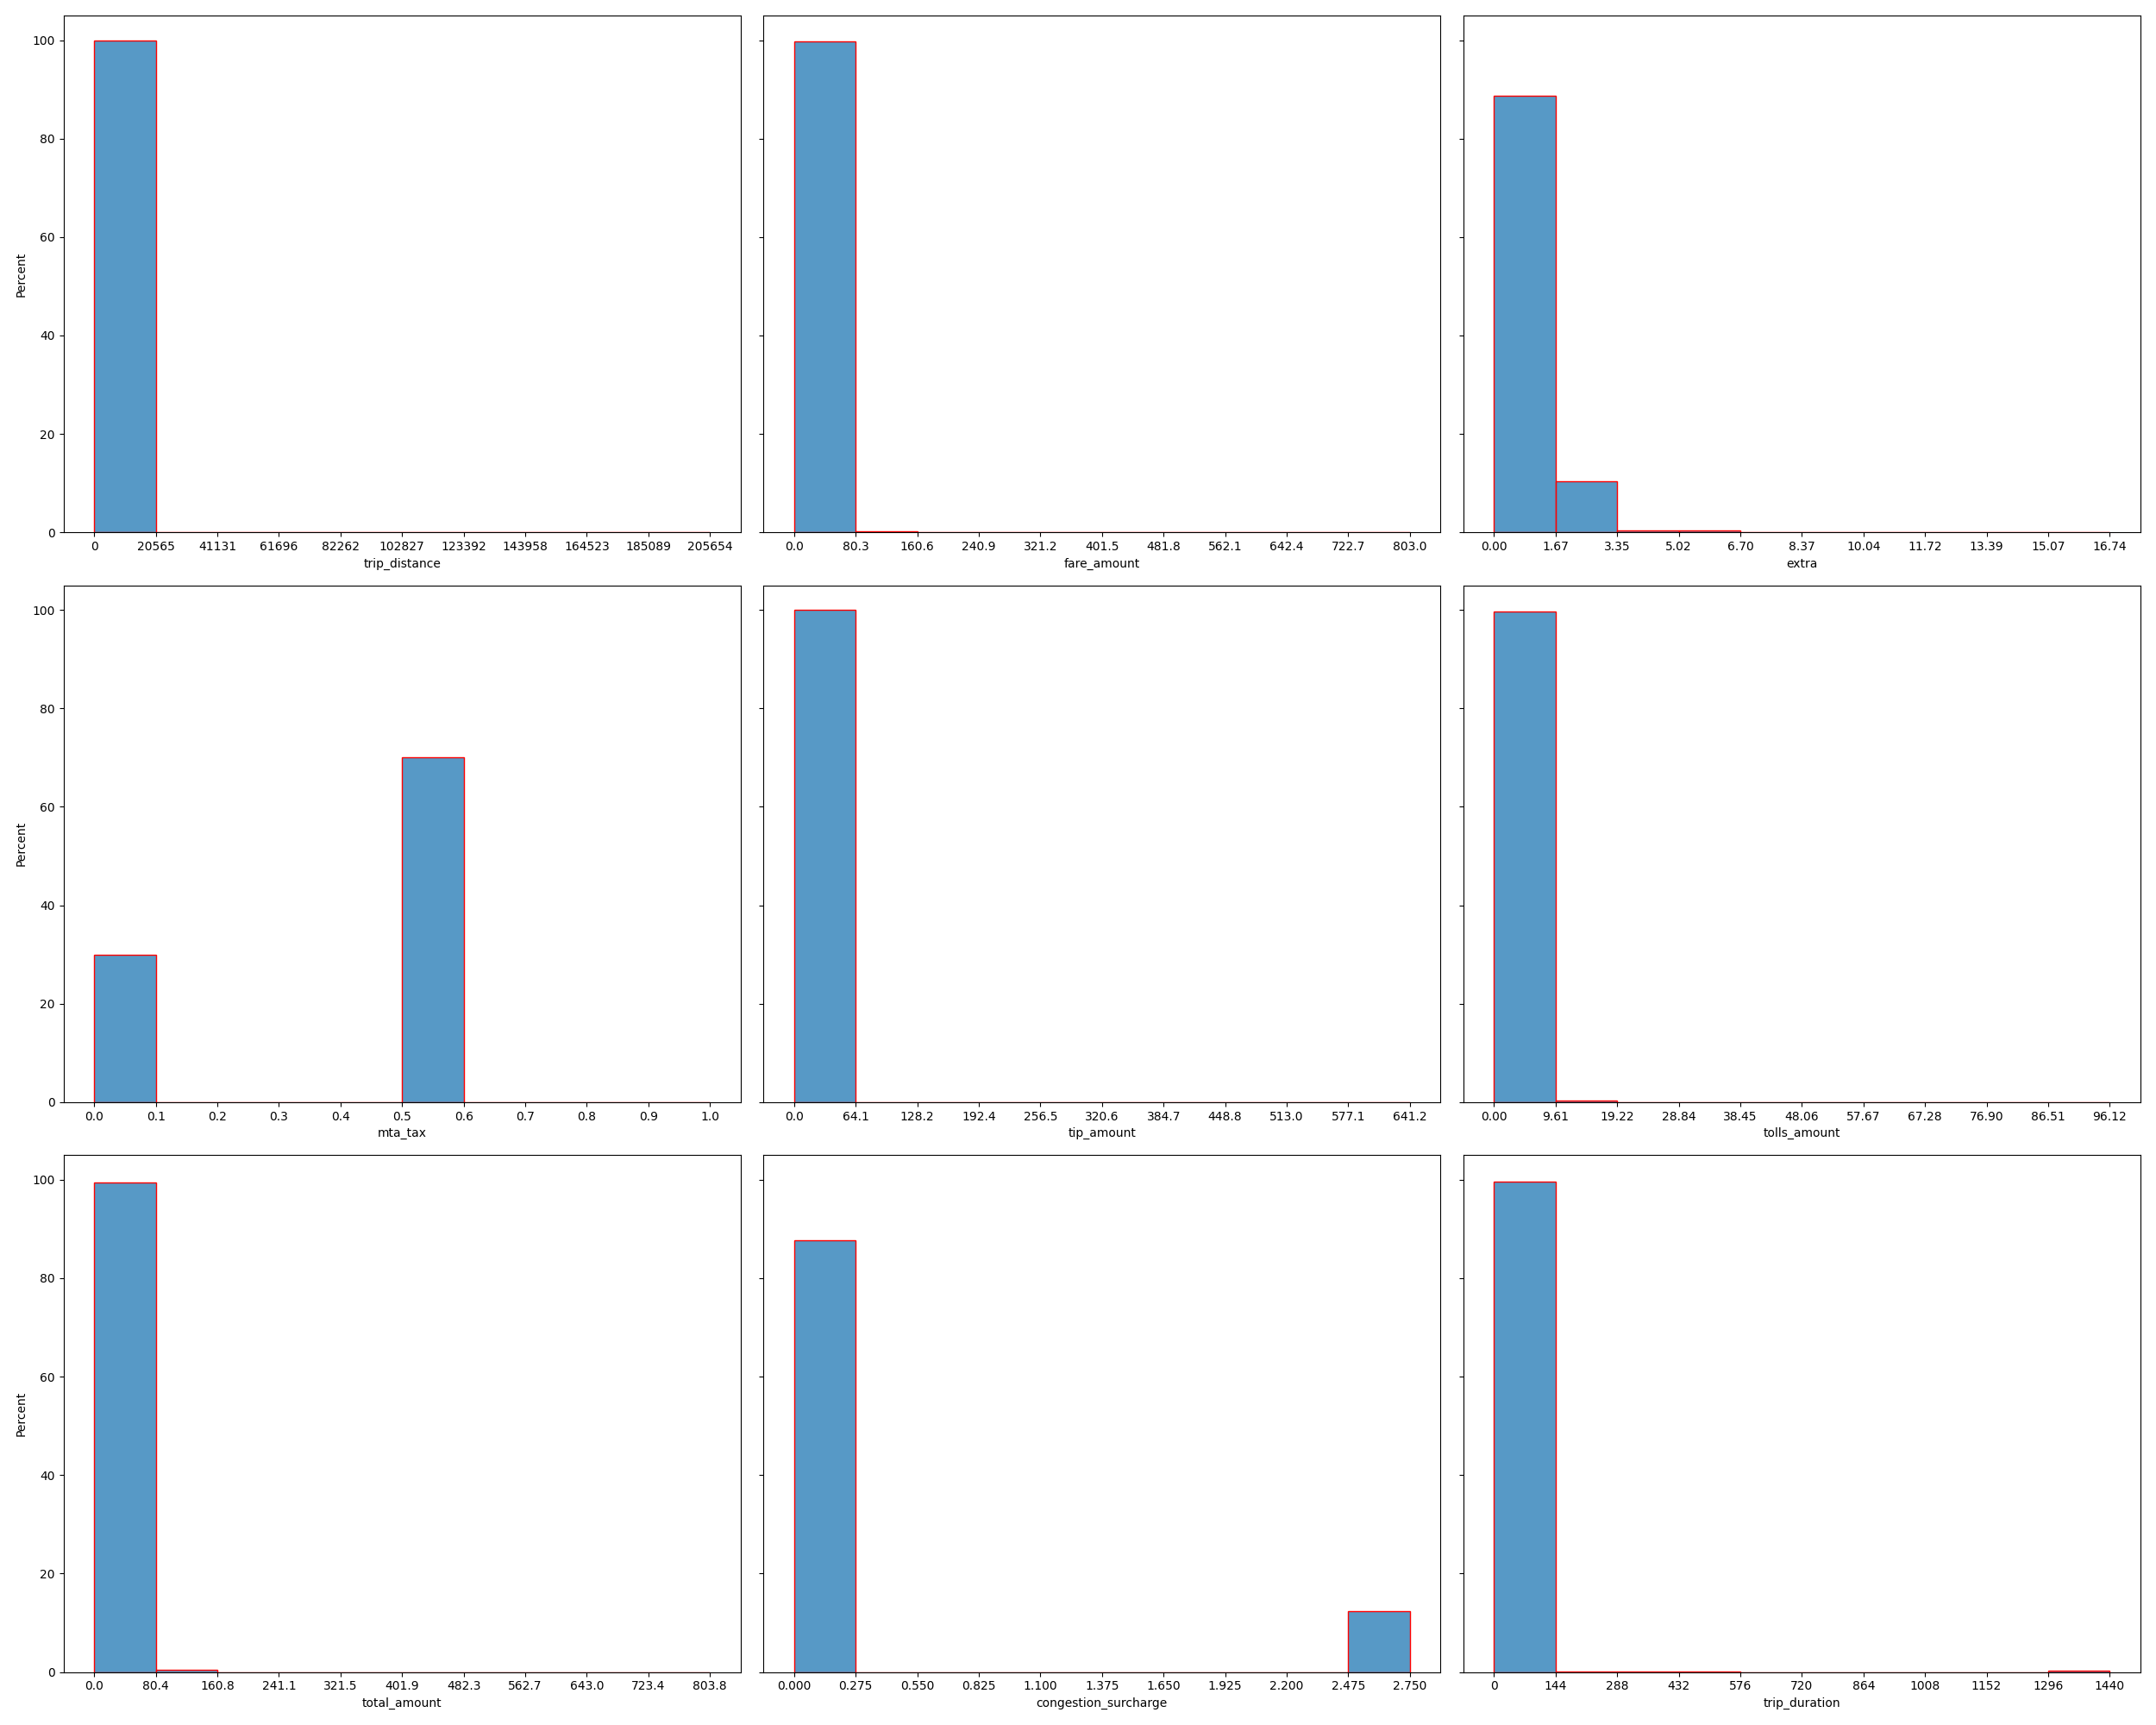 100
80
60
40
20
0
Percent
0 20565 41131 61696 82262 102827 123392 143958 164523 185089 205654
trip_distance
0.0 80.3 160.6 240.9 321.2 401.5 481.8 562.1 642.4 722.7 803.0
fare_amount
0.00 1.67 3.35 5.02 6.70 8.37 10.04 11.72 13.39 15.07 16.74
extra
100
80
60
40
20
0
Percent
0.0 0.1 0.2 0.3 0.4 0.5 0.6 0.7 0.8 0.9 1.0
mta_tax
0.0 64.1 128.2 192.4 256.5 320.6 384.7 448.8 513.0 577.1 641.2
tip_amount
0.00 9.61 19.22 28.84 38.45 48.06 57.67 67.28 76.90 86.51 96.12
tolls_amount
100
80
60
40
20
0
Percent
0.0 80.4 160.8 241.1 321.5 401.9 482.3 562.7 643.0 723.4 803.8
total_amount
0.000 0.275 0.550 0.825 1.100 1.375 1.650 1.925 2.200 2.475 2.750
congestion_surcharge
0 144 288 432 576 720 864 1008 1152 1296 1440
trip_duration